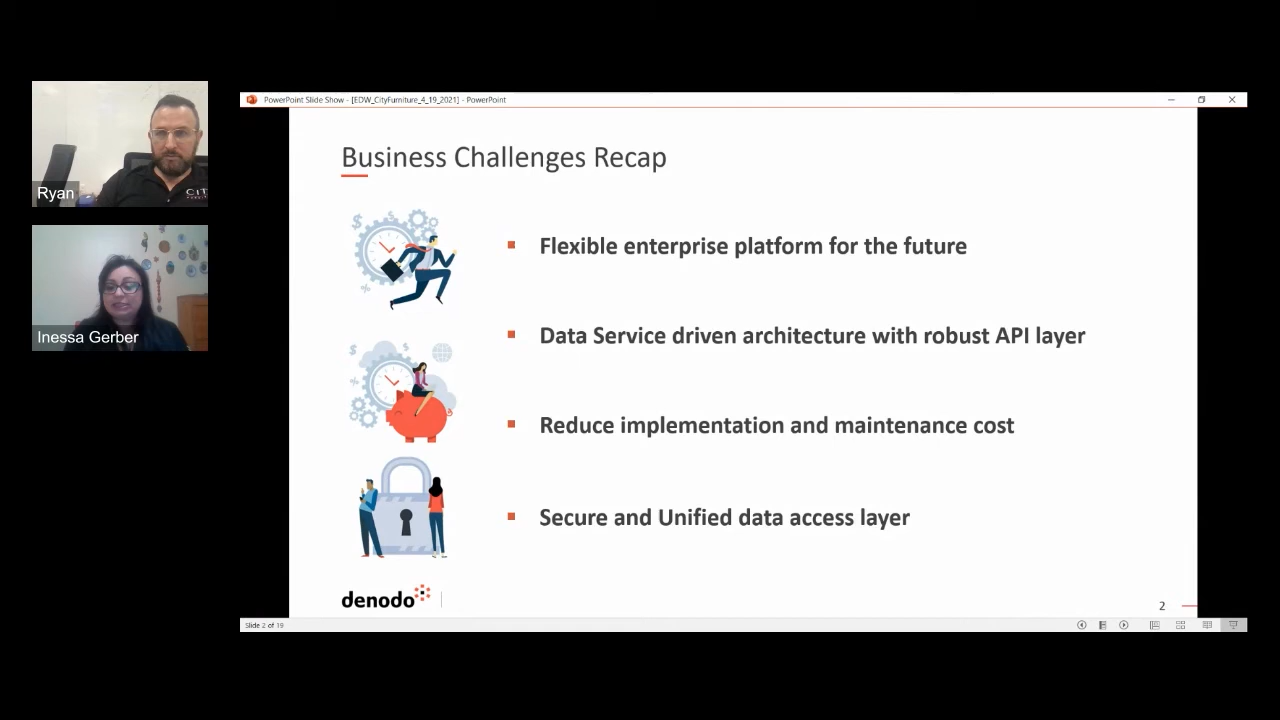 PowerPoint Slide Show - [EDW_CityFurniture_4_19_2021] - PowerPoint
Business Challenges Recap
Ryan
CIT
Inessa Gerber
▪ Flexible enterprise platform for the future
▪ Data Service driven architecture with robust API layer
▪ Reduce implementation and maintenance cost
▪ Secure and Unified data access layer
denodo
2
Slide 2 of 19